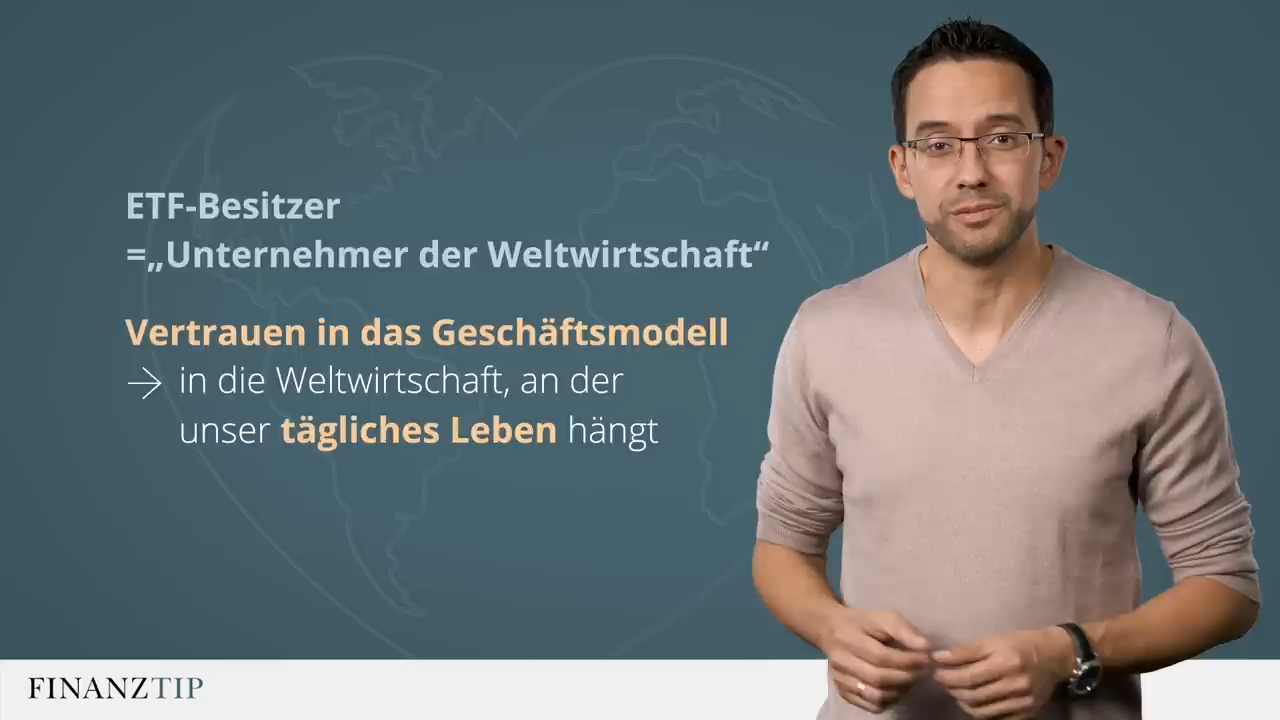 ETF-Besitzer
=„Unternehmer der Weltwirtschaft“
Vertrauen in das Geschäftsmodell
→ in die Weltwirtschaft, an der
unser tägliches Leben hängt
FINANZTIP